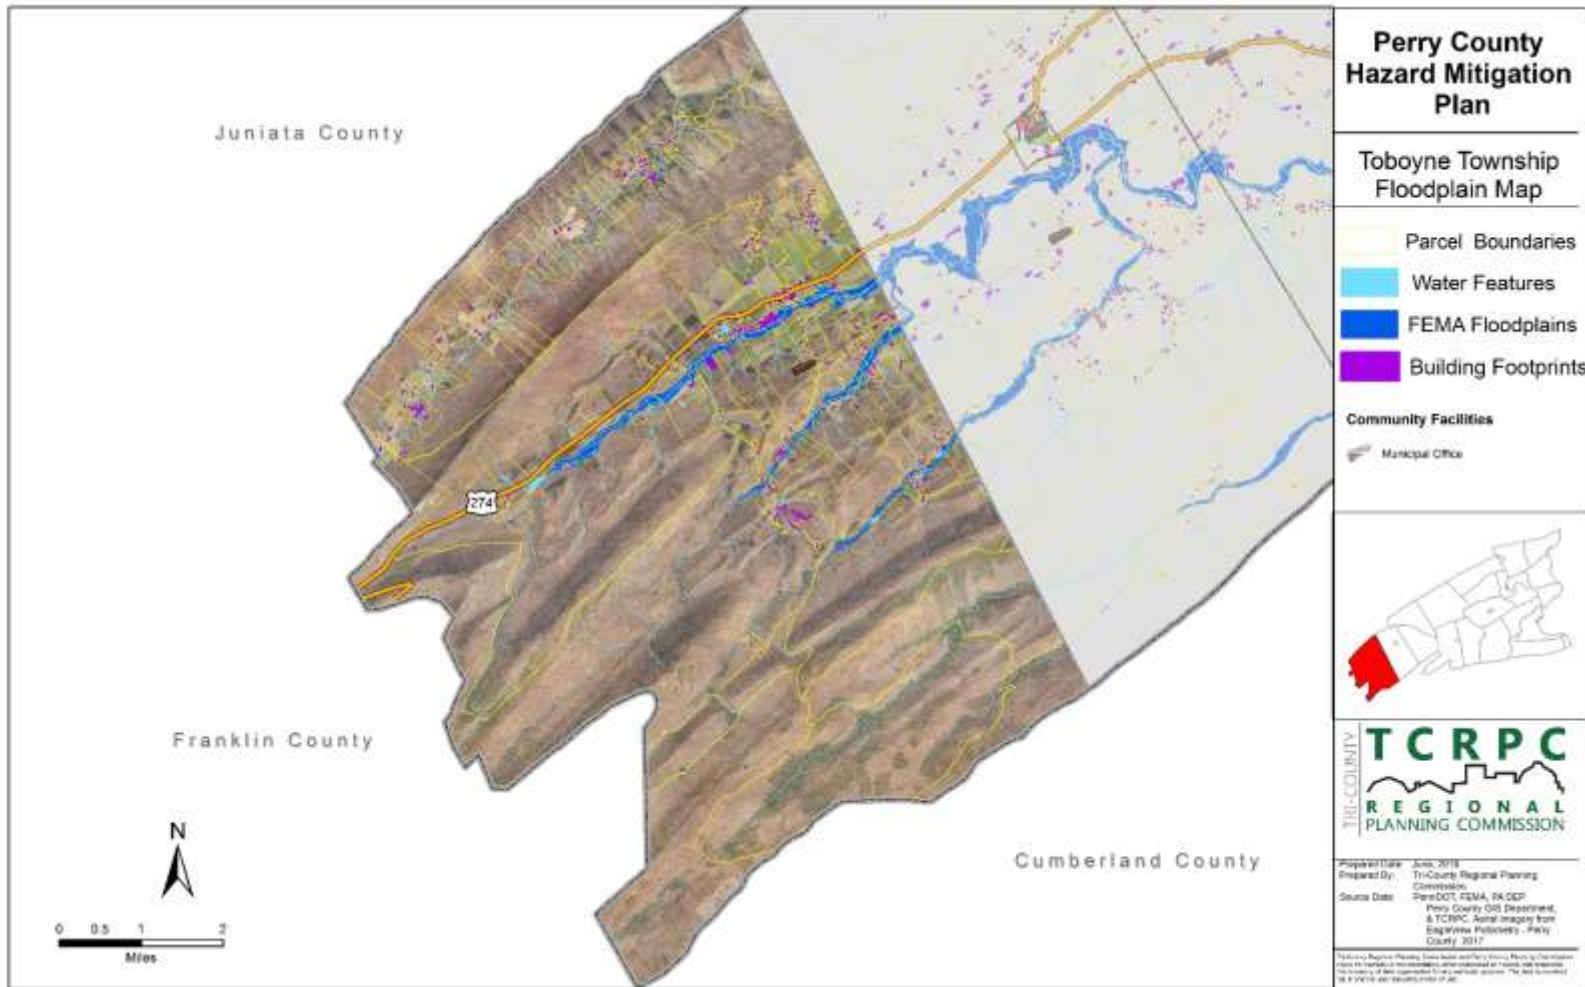 Perry County
Hazard Mitigation
Plan
Toboyne Township
Floodplain Map
Parcel Boundaries
Water Features
FEMA Floodplains
Building Footprints
Community Facilities
Municipal Office
Juniata County
274
Franklin County
Cumberland County
N
0 0.5 1 2
Miles
TRI-COUNTY
TCRPC
REGIONAL
PLANNING COMMISSION
Prepared Date: June, 2018
Prepared By: Tri-County Regional Planning
Commission
Source Date: PennDOT, FEMA, PA DEP
Perry County GIS Department,
& TCRPC. Aerial Imagery from
EagleView Pictometry - Perry
County 2017